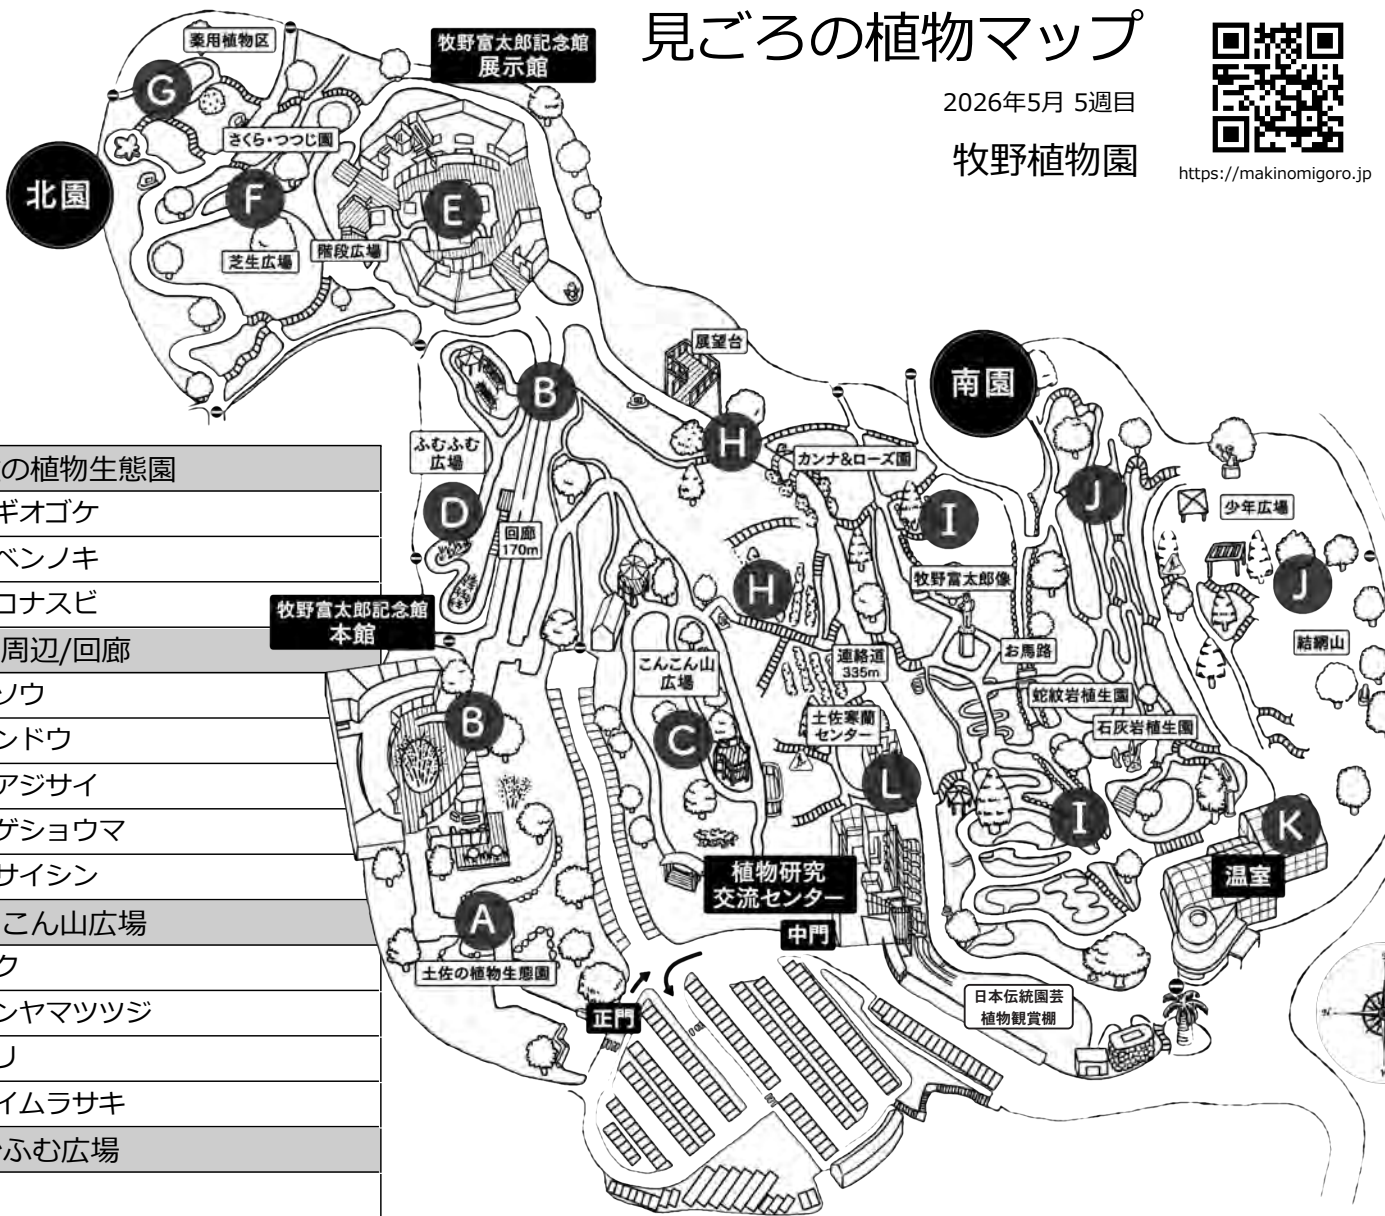 見ごろの植物マップ
2026年5月 5週目
牧野植物園
https://makinomigoro.jp
薬用植物区
牧野富太郎記念館
展示館
G
さくら・つつじ園
北園
F
E
芝生広場
階段広場
展望台
南園
B
H
ふむふむ
広場
カンナ&ローズ園
D
回廊
170m
I
J
少年広場
H
牧野富太郎像
J
牧野富太郎記念館
本館
こんこん山
広場
連絡道
335m
お馬路
結網山
蛇紋岩植生園
石灰岩植生園
B
C
土佐寒蘭
センター
L
I
K
温室
植物研究
交流センター
中門
A
土佐の植物生態園
正門
日本伝統園芸
植物観賞棚
の植物生態園
ギオゴケ
ベンノキ
コナスビ
周辺/回廊
ソウ
ンドウ
アジサイ
ゲショウマ
サイシン
こん山広場
ク
ンヤマツツジ
リ
イムラサキ
ふむ広場